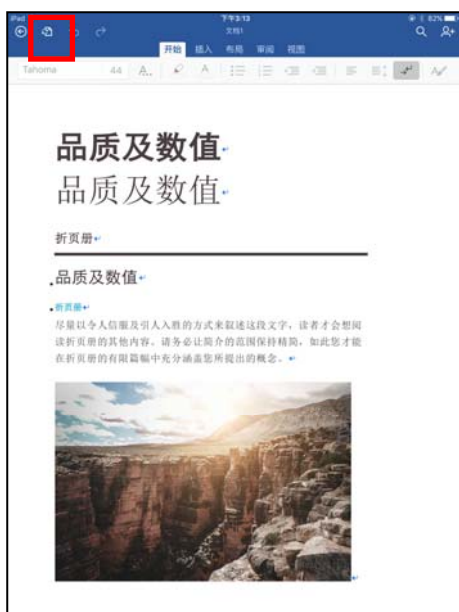 iPad
下午3:13
82%
文档1
开始 插入 布局 审阅 视图
Tahoma 44 A.. A
品质及数值
品质及数值
折页册
品质及数值
折页册
尽量以令人信服及引人入胜的方式来叙述这段文字，读者才会想阅
读折页册的其他内容。请务必让简介的范围保持精简，如此您才能
在折页册的有限篇幅中充分涵盖您所提出的概念。